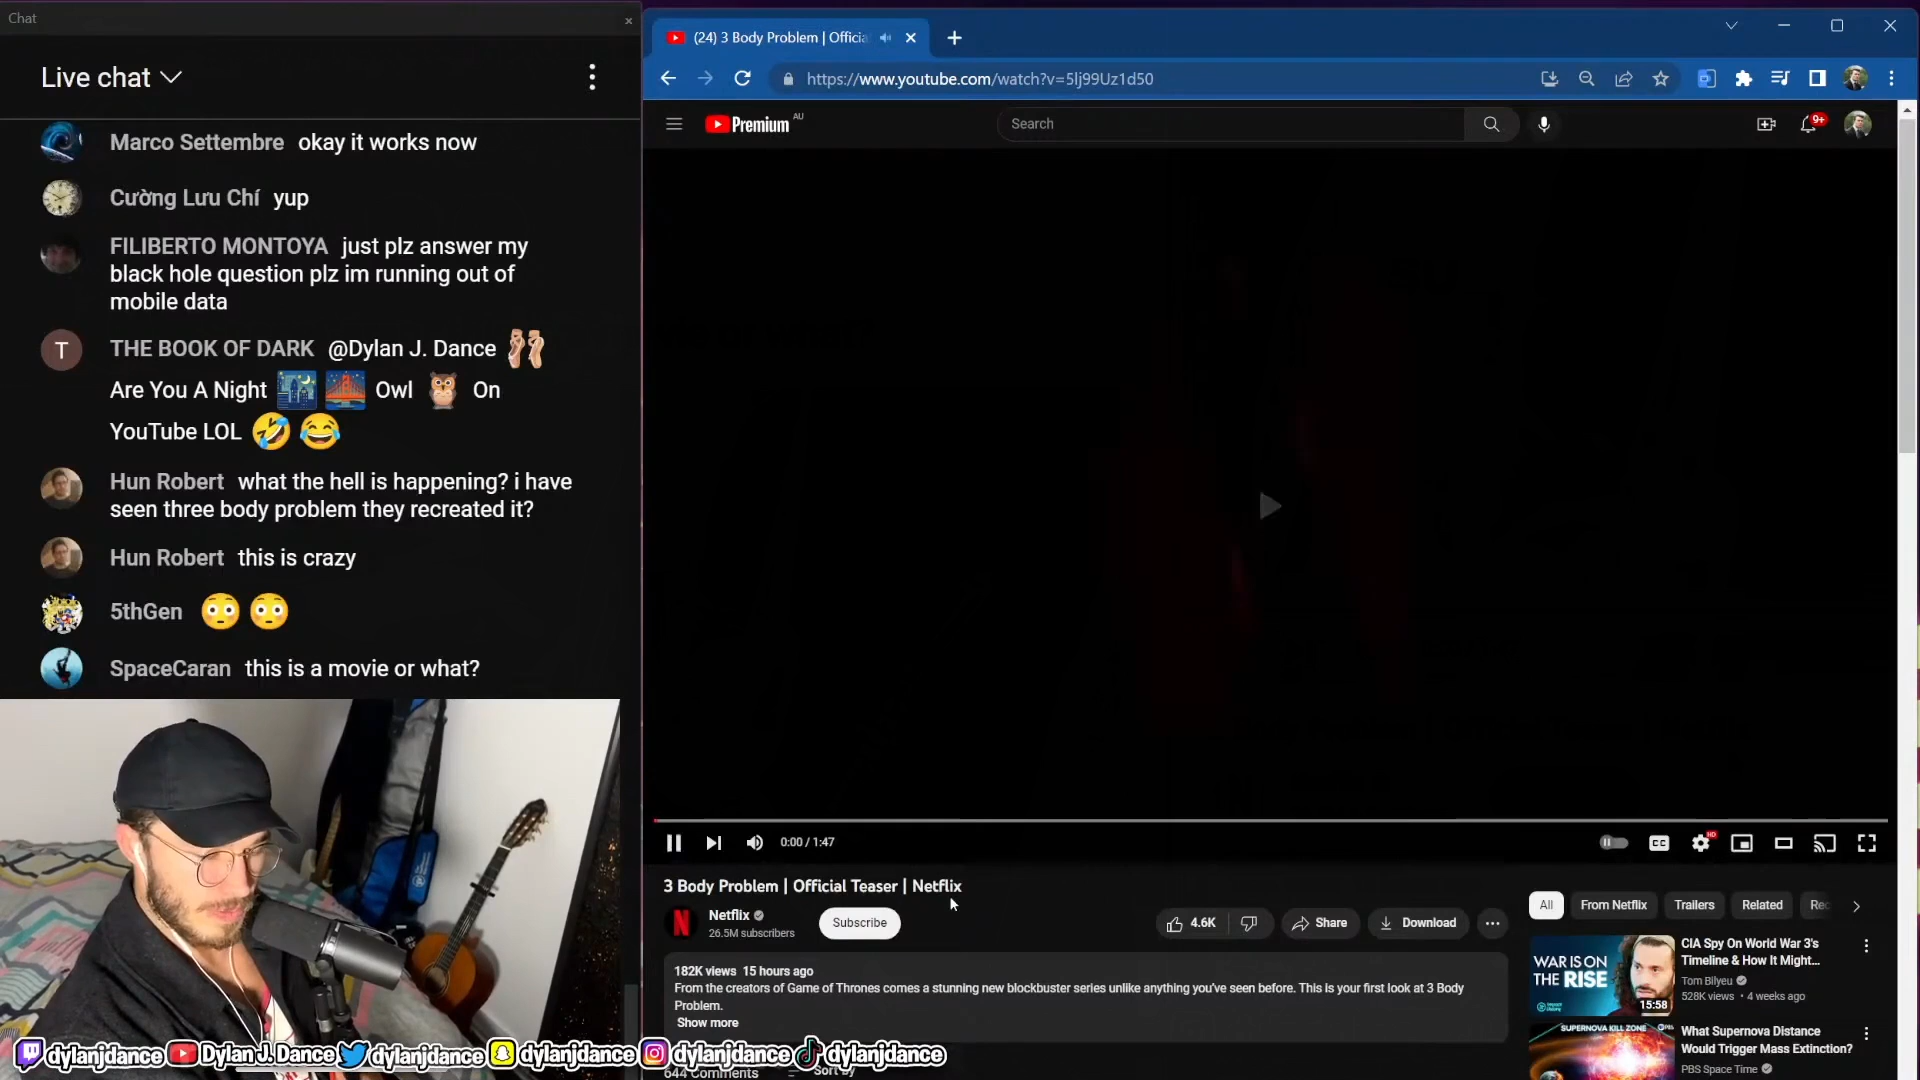 Chat
Live chat
Marco Settembre okay it works now
Cường Lưu Chí yup
FILIBERTO MONTOYA just plz answer my
black hole question plz im running out of
mobile data
T
THE BOOK OF DARK @Dylan J. Dance 🩰
Are You A Night 🌃 🌉 Owl 🦉 On
YouTube LOL 🤣 😂
Hun Robert what the hell is happening? i have
seen three body problem they recreated it?
Hun Robert this is crazy
5thGen 😳 😳
SpaceCaran this is a movie or what?
dylanjdance Dylan J. Dance dylanjdance dylanjdance dylanjdance dylanjdance
(24) 3 Body Problem | Officia
https://www.youtube.com/watch?v=5lj99Uz1d50
Premium AU
Search
9+
0:00 / 1:47
CC
HD
3 Body Problem | Official Teaser | Netflix
N
Netflix
26.5M subscribers
Subscribe
4.6K
Share
Download
182K views 15 hours ago
From the creators of Game of Thrones comes a stunning new blockbuster series unlike anything you've seen before. This is your first look at 3 Body
Problem.
Show more
644 Comments
Sort by
All
From Netflix
Trailers
Related
Rec
WAR IS ON
THE RISE
15:58
CIA Spy On World War 3's
Timeline & How It Might...
Tom Bilyeu
528K views • 4 weeks ago
SUPERNOVA KILL ZONE
What Supernova Distance
Would Trigger Mass Extinction?
PBS Space Time